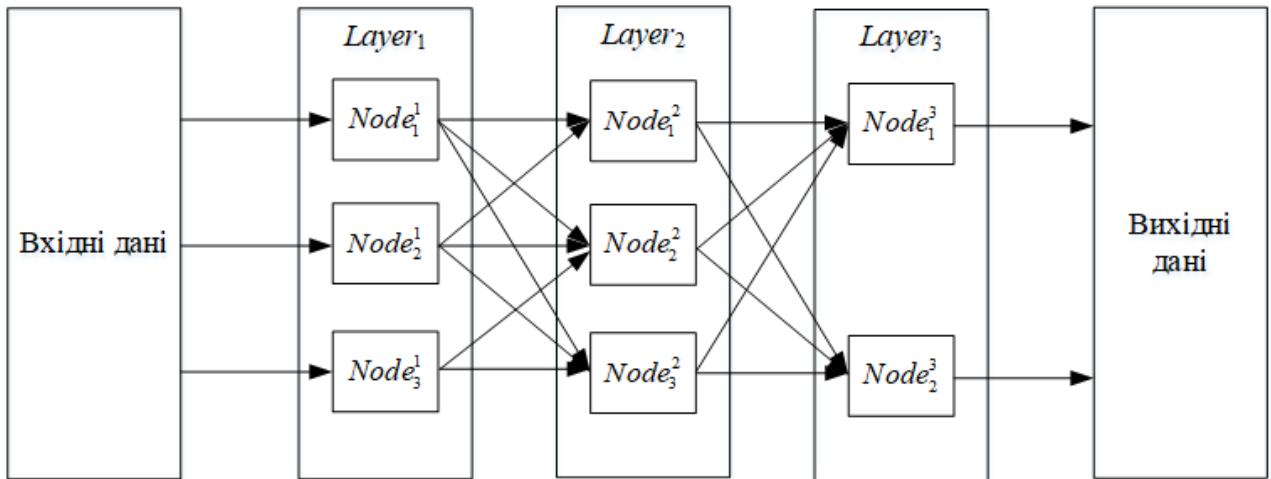 Вхідні дані
Layer₁
Node₁¹
Node₂¹
Node₃¹
Layer₂
Node₁²
Node₂²
Node₃²
Layer₃
Node₁³
Node₂³
Вихідні
дані